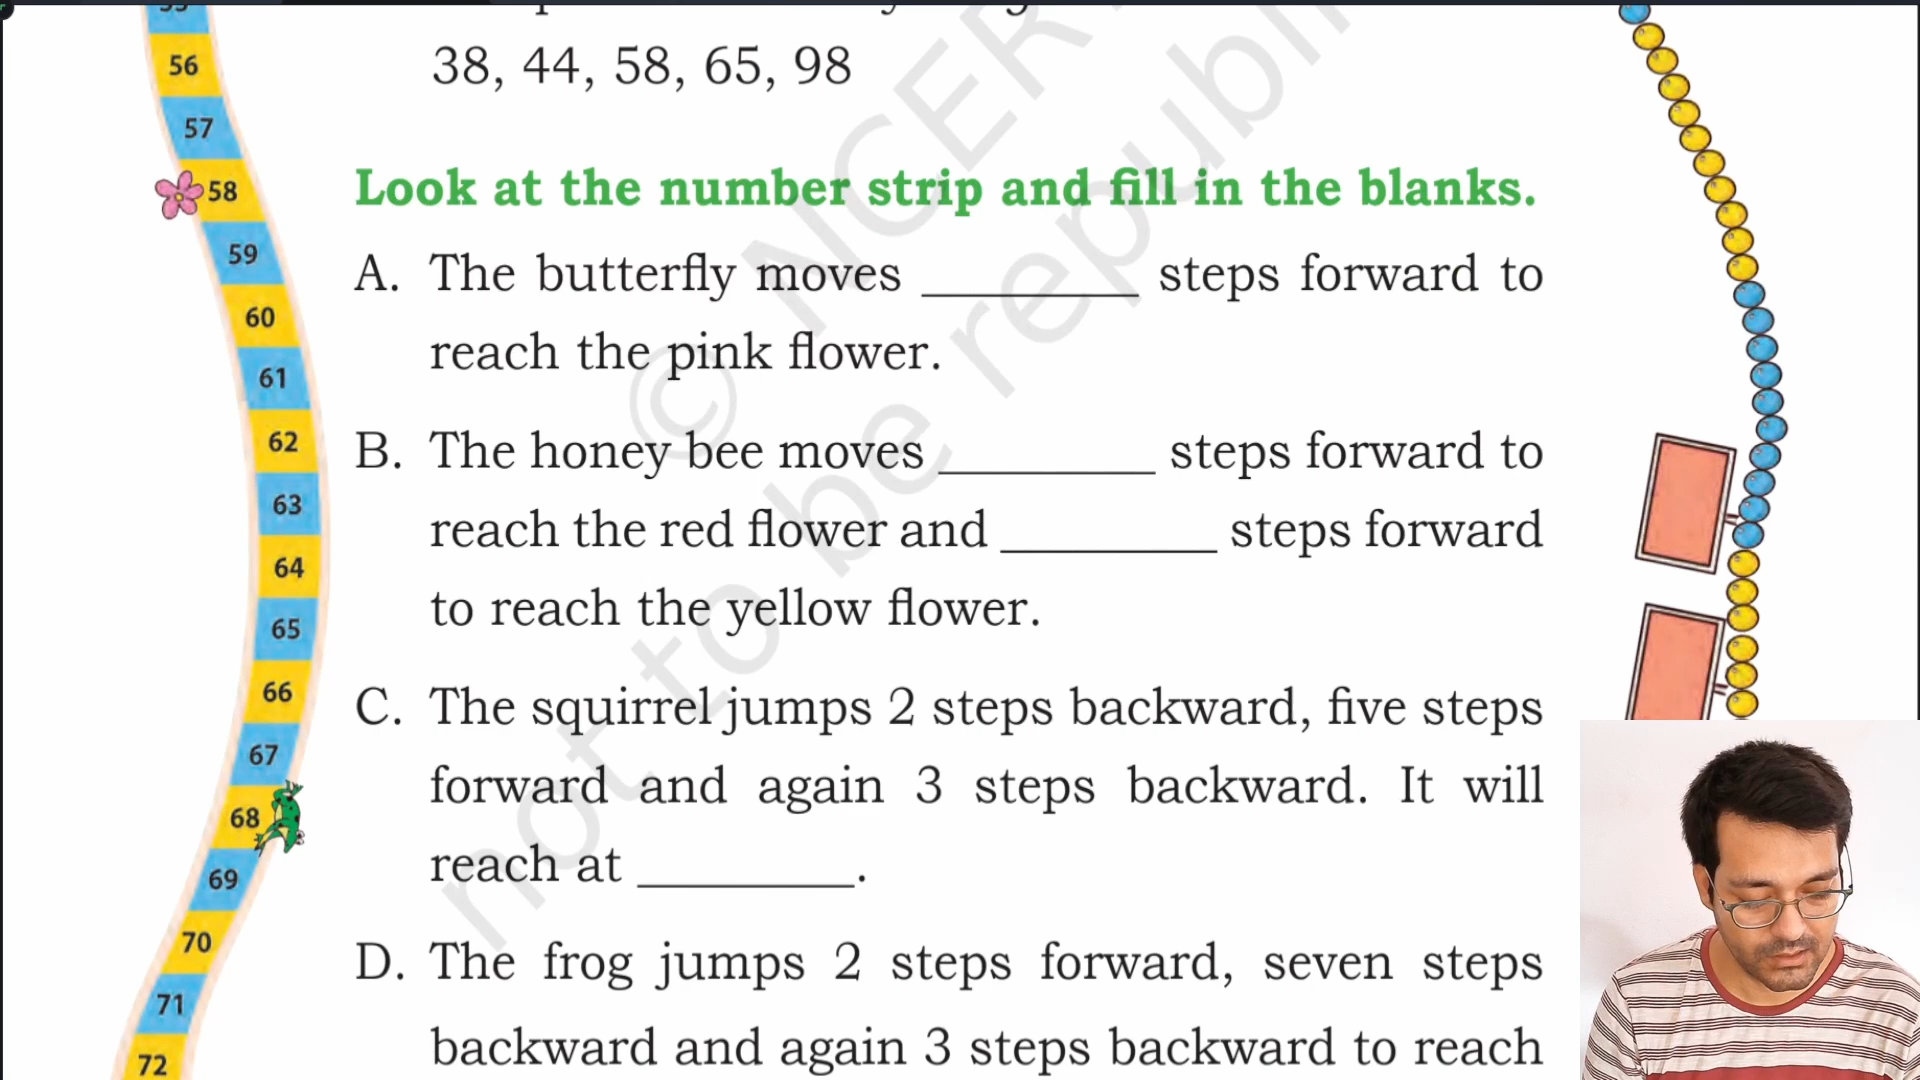 38, 44, 58, 65, 98
56
57
58
59
60
61
62
63
64
65
66
67
68
69
70
71
72
Look at the number strip and fill in the blanks.
A. The butterfly moves ________ steps forward to
reach the pink flower.
B. The honey bee moves ________ steps forward to
reach the red flower and ________ steps forward
to reach the yellow flower.
C. The squirrel jumps 2 steps backward, five steps
forward and again 3 steps backward. It will
reach at ________.
D. The frog jumps 2 steps forward, seven steps
backward and again 3 steps backward to reach
© NCER
not to be republi